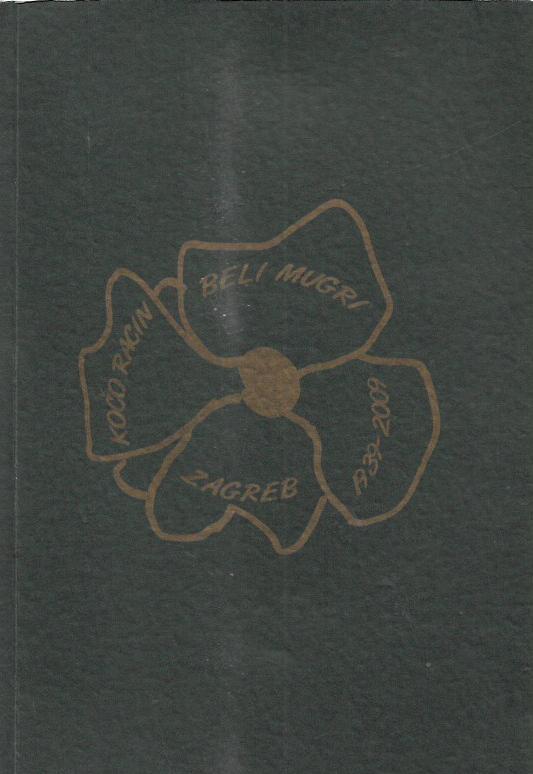 BELI MUGRI
KOČO RACIN
1939-2009
ZAGREB